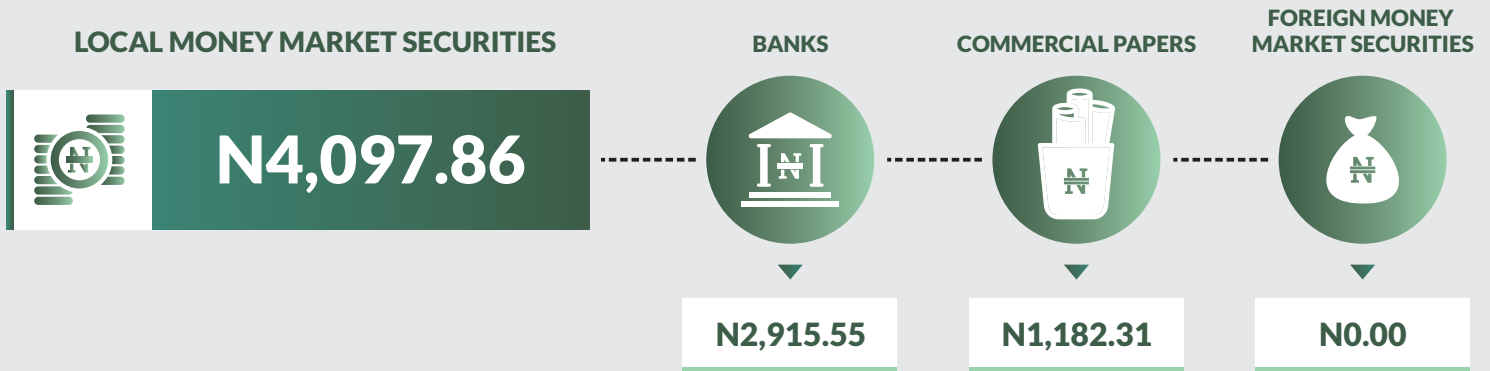 LOCAL MONEY MARKET SECURITIES
N4,097.86
N
BANKS
N
N2,915.55
COMMERCIAL PAPERS
N
N1,182.31
FOREIGN MONEY
MARKET SECURITIES
N
N0.00